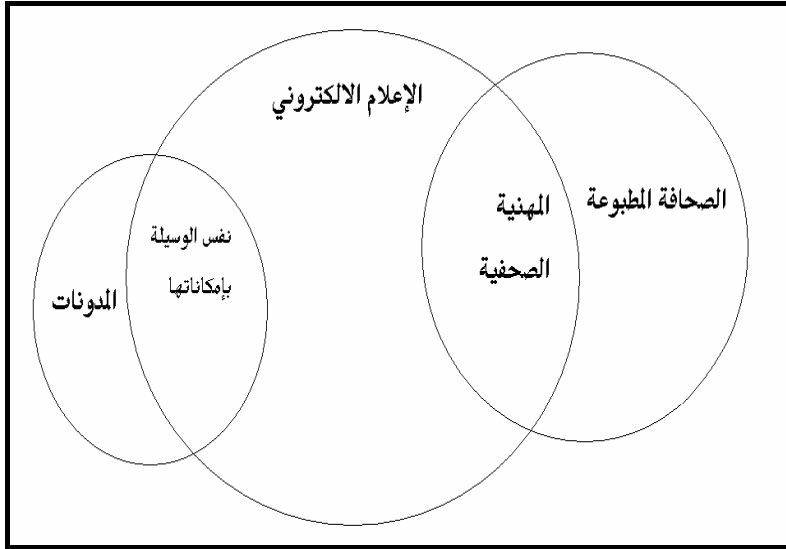 الإعلام الالكتروني
الصحافة المطبوعة
المهنية
الصحفية
نفس الوسيلة
بإمكاناتها
المدونات